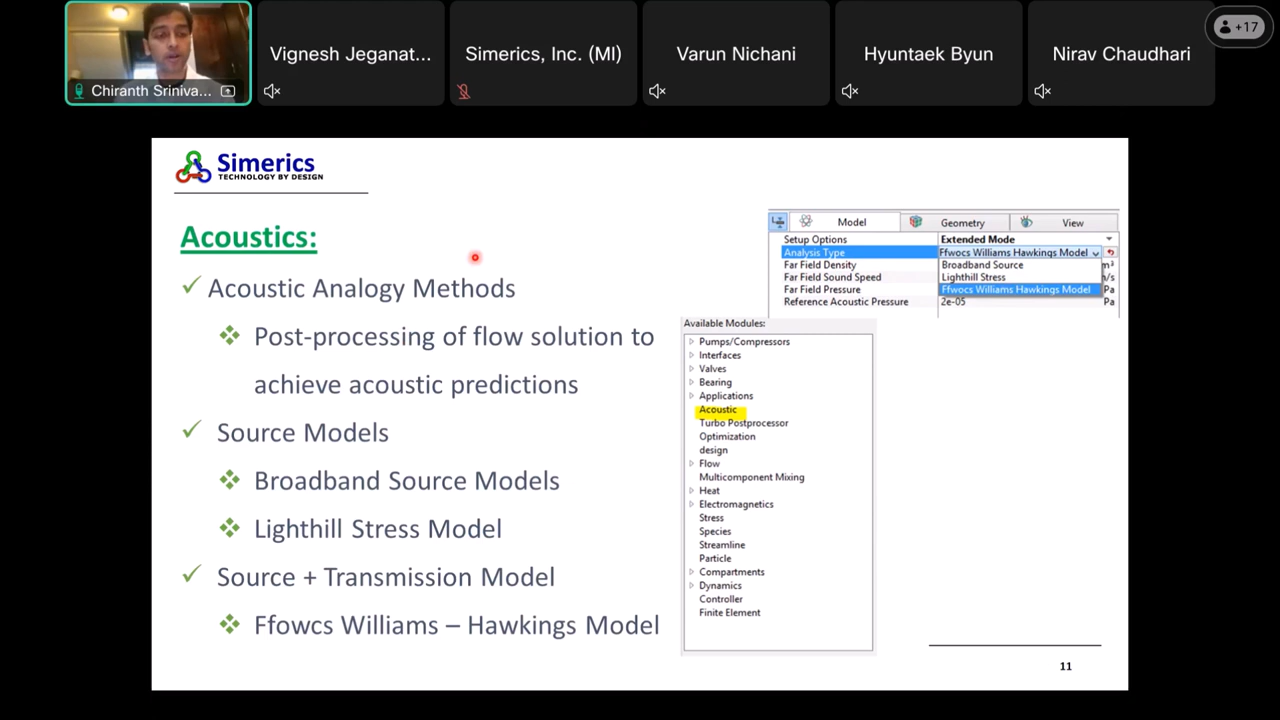 +17
Chiranth Sriniva...
Vignesh Jeganat...
Simerics, Inc. (MI)
Varun Nichani
Hyuntaek Byun
Nirav Chaudhari
Simerics
TECHNOLOGY BY DESIGN
Acoustics:
Acoustic Analogy Methods
Post-processing of flow solution to
achieve acoustic predictions
Source Models
Broadband Source Models
Lighthill Stress Model
Source + Transmission Model
Ffowcs Williams – Hawkings Model
Model Geometry View
Setup Options Extended Mode
Analysis Type Ffwocs Williams Hawkings Model
Far Field Density Broadband Source m³
Far Field Sound Speed Lighthill Stress /s
Far Field Pressure Ffwocs Williams Hawkings Model Pa
Reference Acoustic Pressure 2e-05 Pa
Available Modules:
Pumps/Compressors
Interfaces
Valves
Bearing
Applications
Acoustic
Turbo Postprocessor
Optimization
design
Flow
Multicomponent Mixing
Heat
Electromagnetics
Stress
Species
Streamline
Particle
Compartments
Dynamics
Controller
Finite Element
11